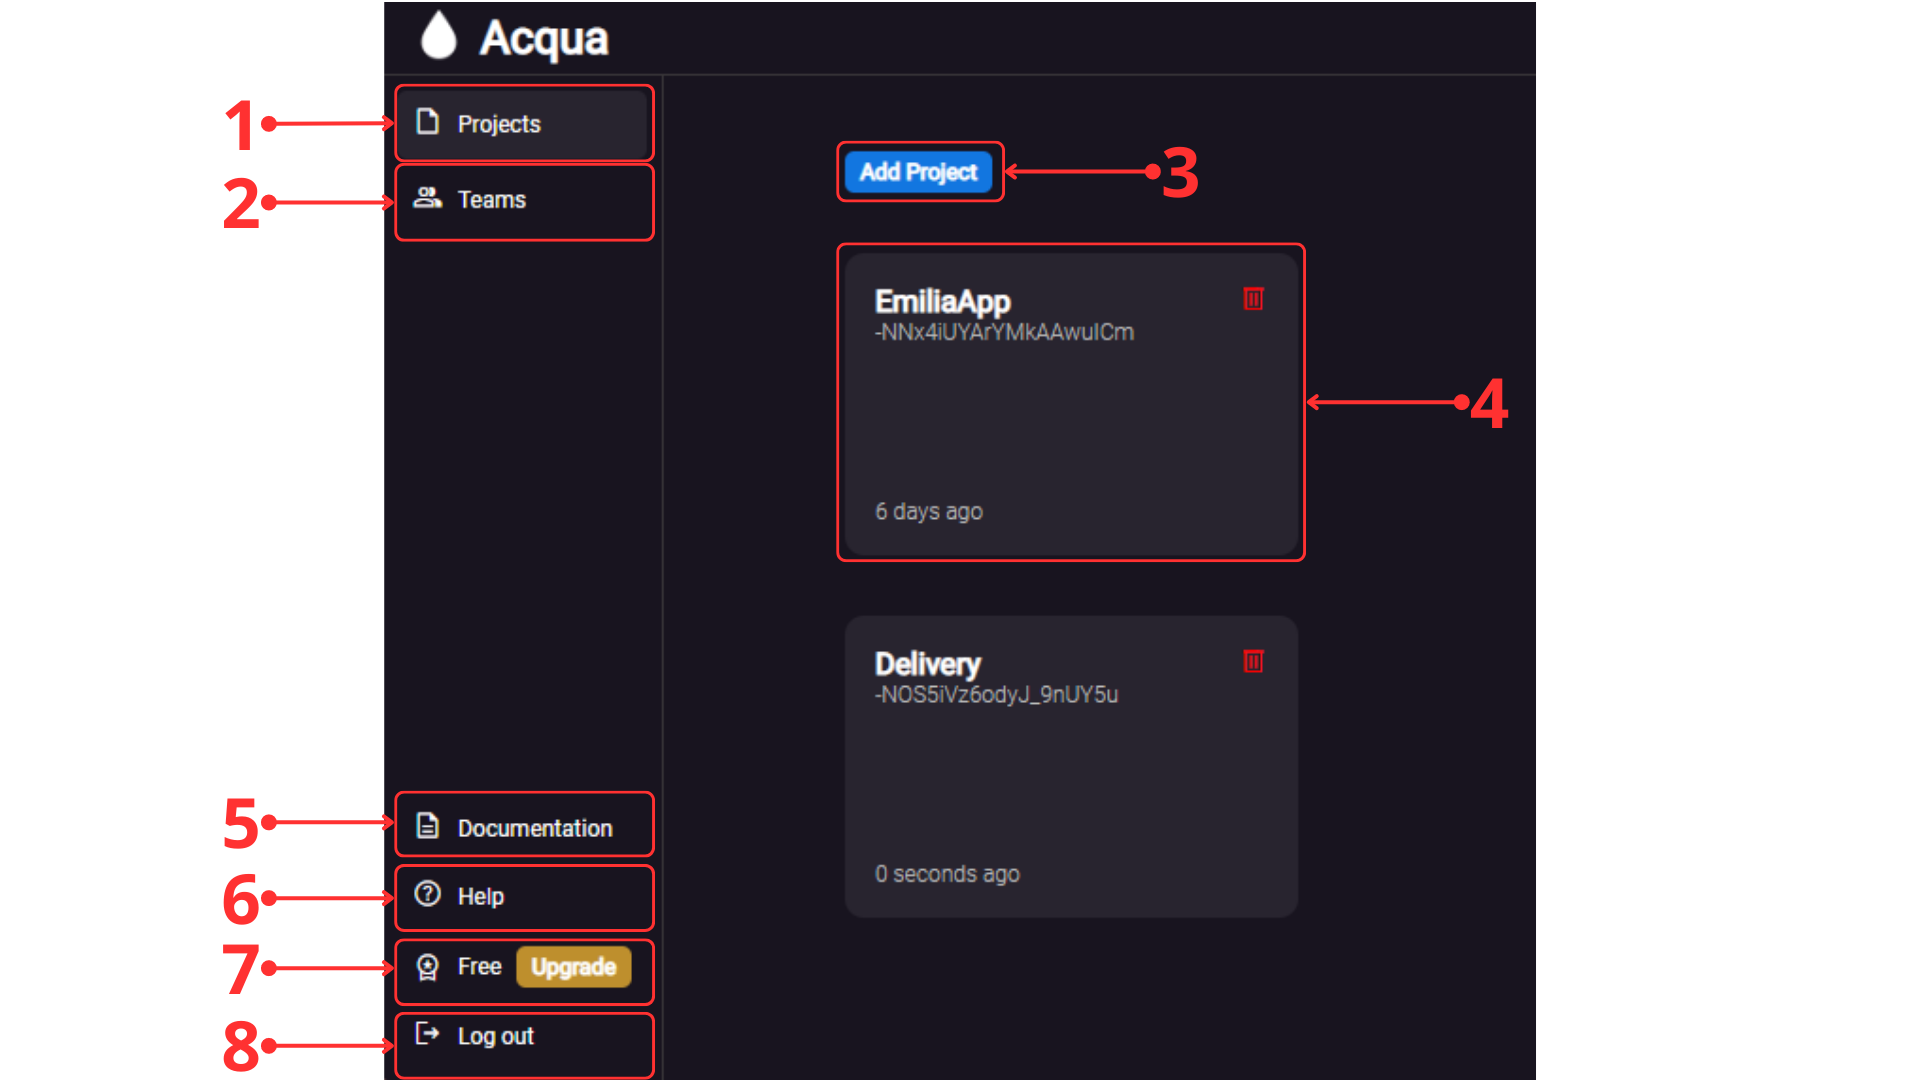 Acqua
1
Projects
2
Teams
Add Project
3
EmiliaApp
4
6 days ago
Delivery
-NOS5iVz6odyJ_9nUY5u
0 seconds ago
5
Documentation
6
Help
7
Free
Upgrade
8
Log out